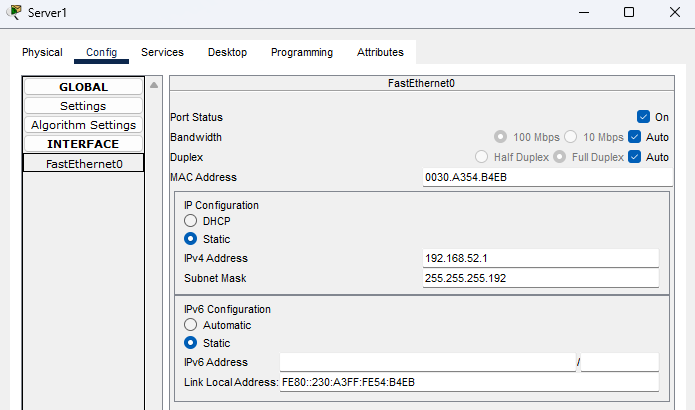 Server1
Physical Config Services Desktop Programming Attributes
GLOBAL
Settings
Algorithm Settings
INTERFACE
FastEthernet0
FastEthernet0
Port Status On
Bandwidth 100 Mbps 10 Mbps Auto
Duplex Half Duplex Full Duplex Auto
MAC Address 0030.A354.B4EB
IP Configuration
DHCP
Static
IPv4 Address 192.168.52.1
Subnet Mask 255.255.255.192
IPv6 Configuration
Automatic
Static
IPv6 Address /
Link Local Address: FE80::230:A3FF:FE54:B4EB